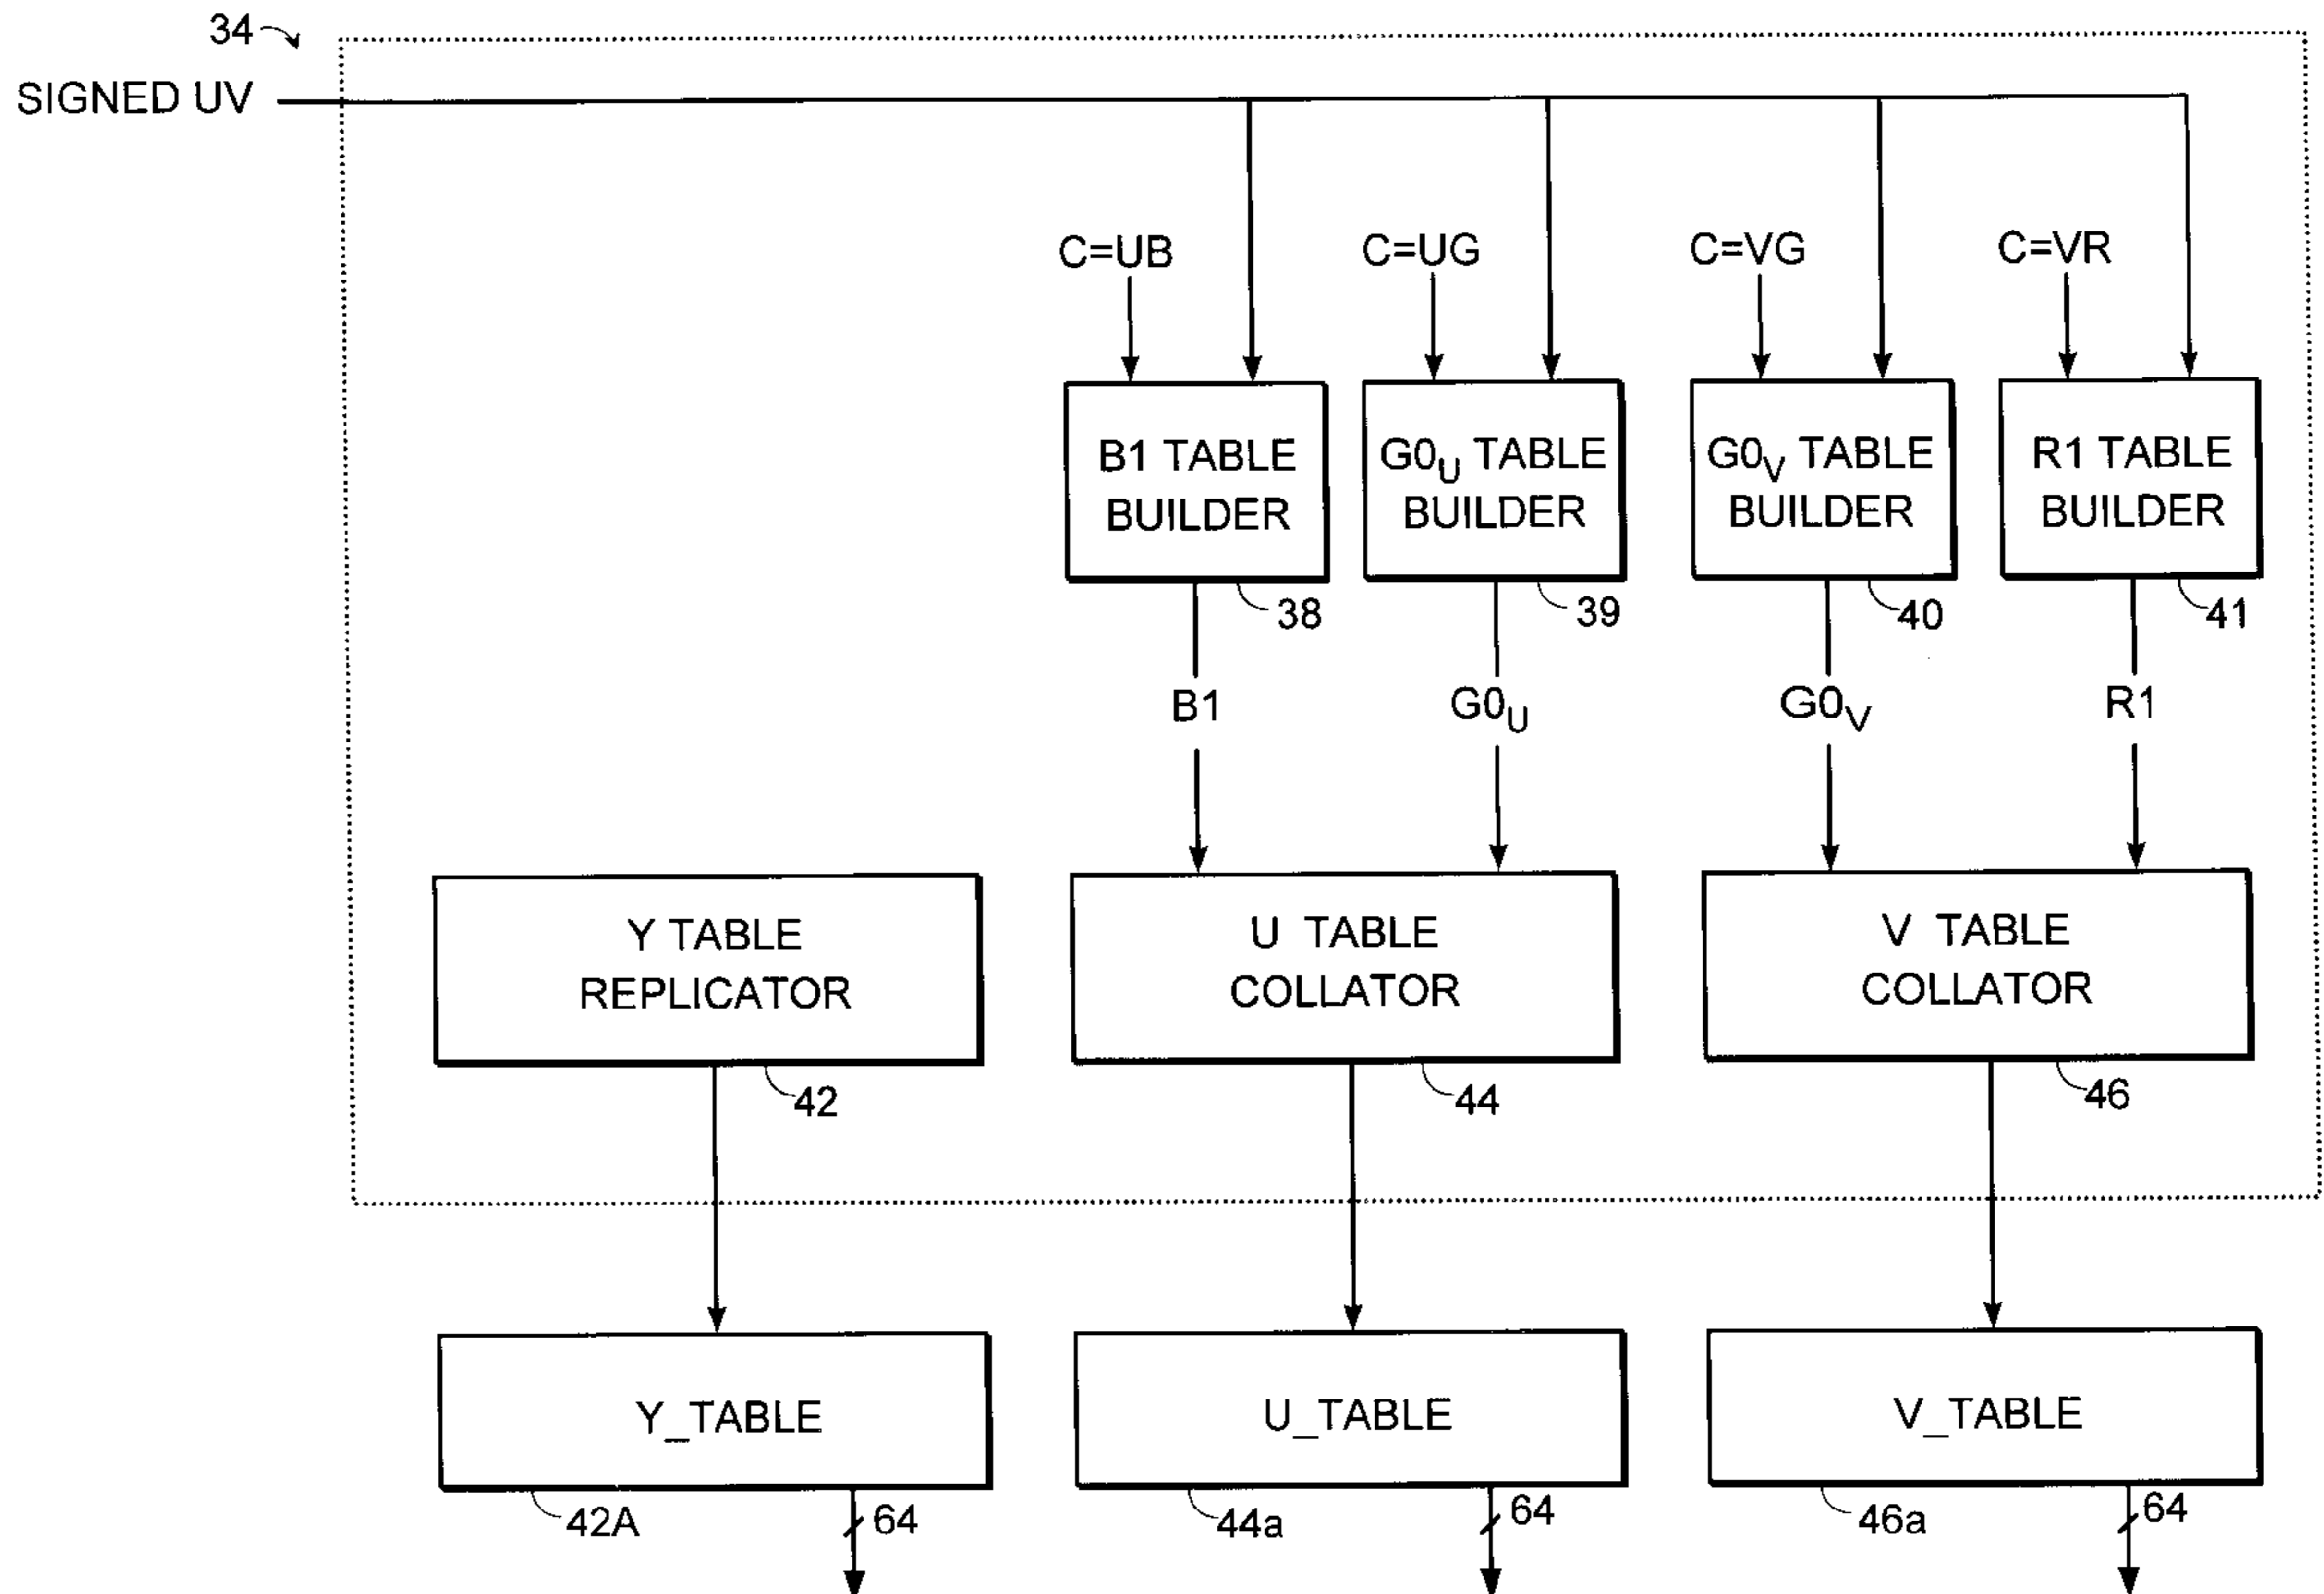 34
SIGNED UV
C=UB
C=UG
C=VG
C=VR
B1 TABLE
BUILDER
G0U TABLE
BUILDER
G0V TABLE
BUILDER
R1 TABLE
BUILDER
38
39
40
41
B1
G0U
G0V
R1
Y TABLE
REPLICATOR
U TABLE
COLLATOR
V TABLE
COLLATOR
42
44
46
Y_TABLE
U_TABLE
V_TABLE
42A
64
44a
64
46a
64